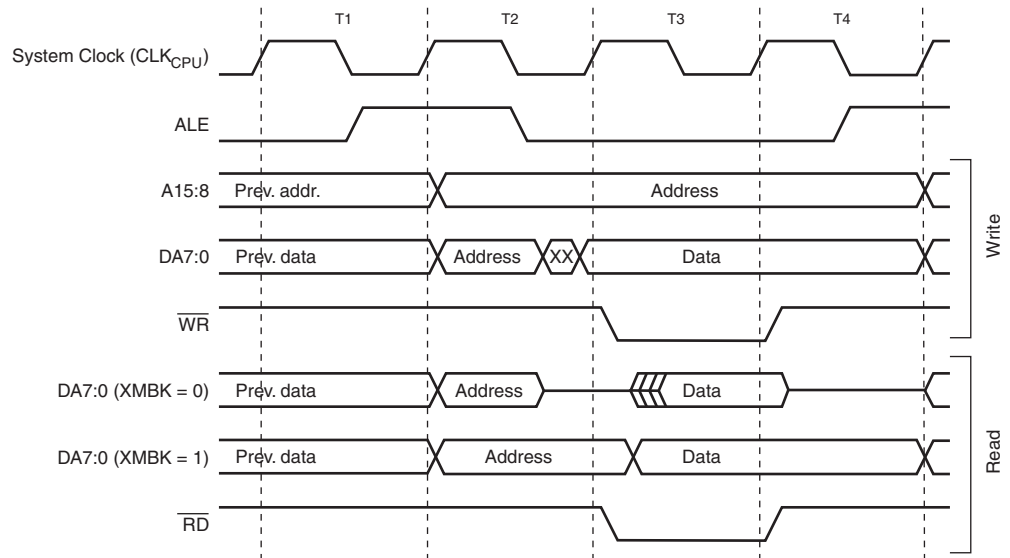 T1 T2 T3 T4
System Clock (CLKCPU)
ALE
A15:8 Prev. addr. Address
DA7:0 Prev. data Address XX Data
WR
Write
DA7:0 (XMBK = 0) Prev. data Address Data
DA7:0 (XMBK = 1) Prev. data Address Data
RD
Read